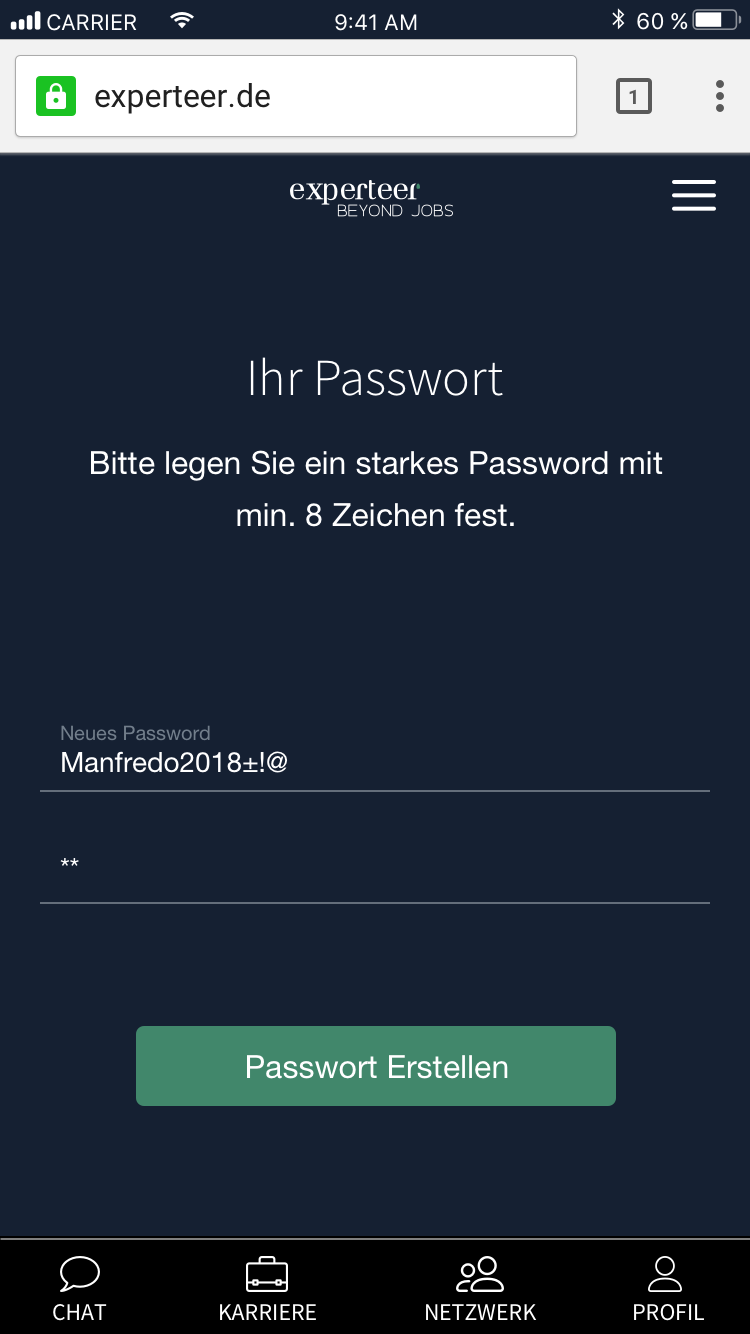 CARRIER 9:41 AM 60 %
experteer.de 1
experteer
BEYOND JOBS
Ihr Passwort
Bitte legen Sie ein starkes Password mit
min. 8 Zeichen fest.
Neues Password
Manfredo2018±!@
**
Passwort Erstellen
CHAT KARRIERE NETZWERK PROFIL